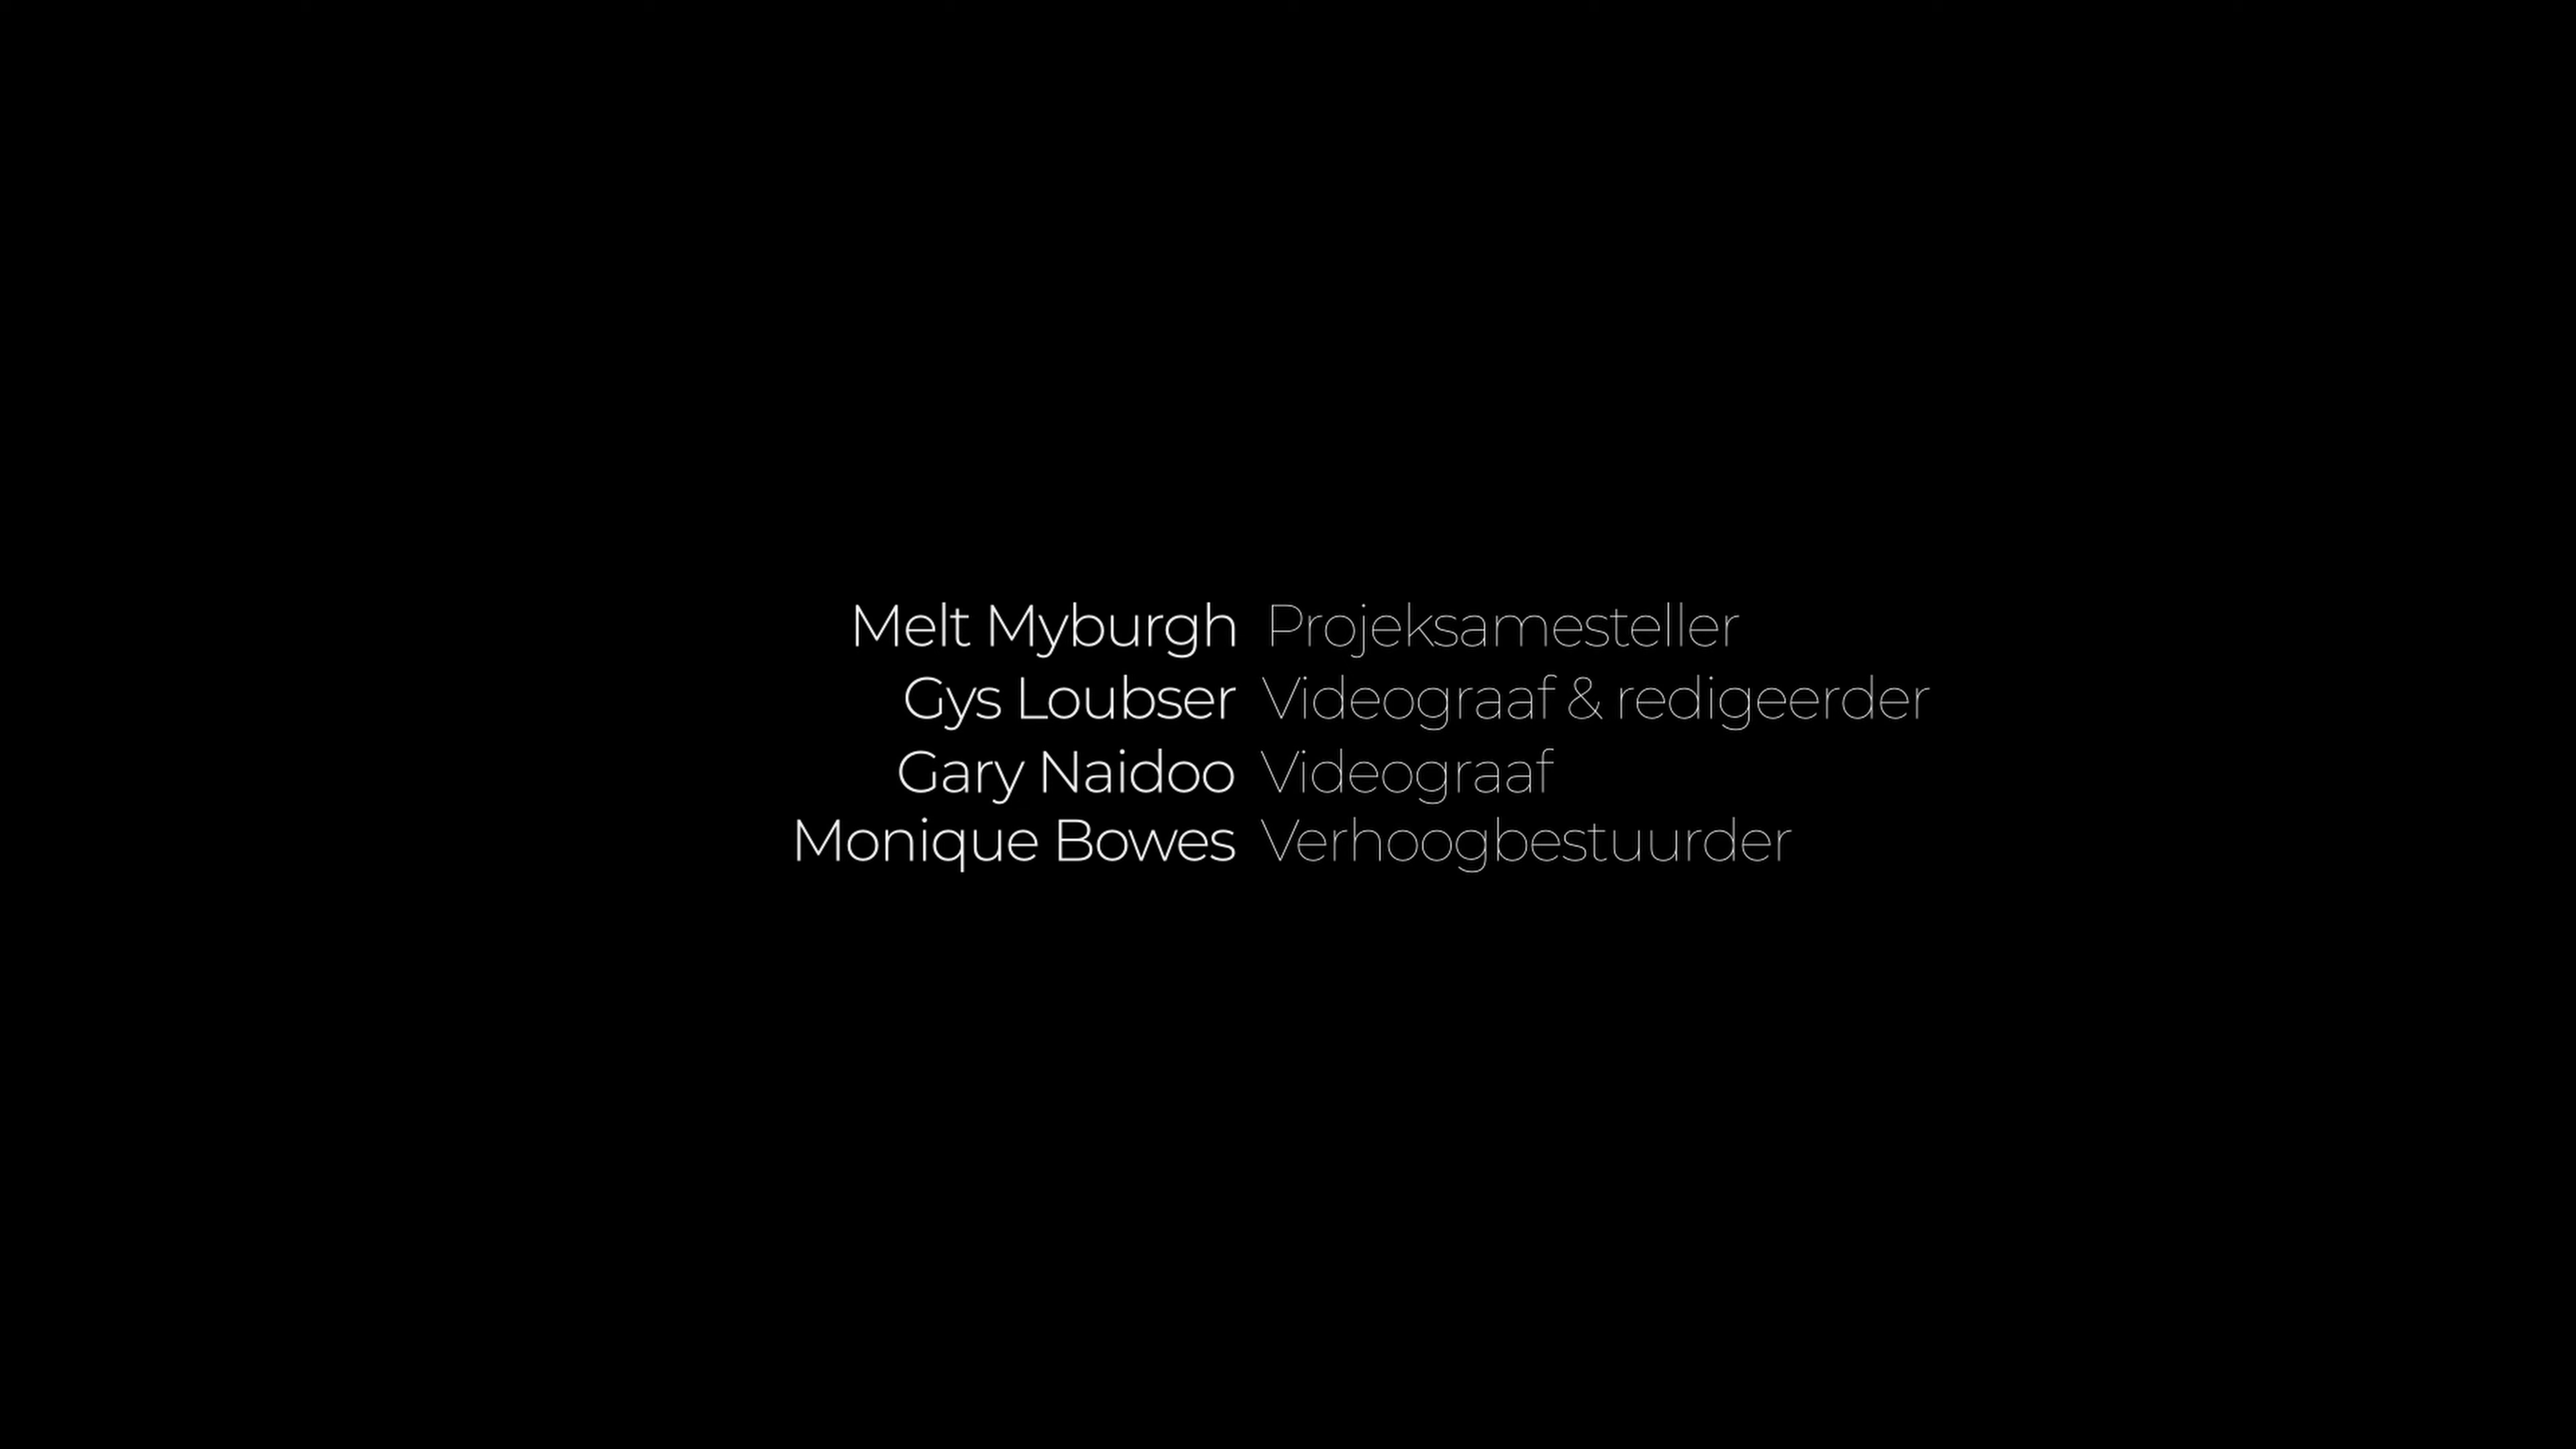 Melt Myburgh Projeksamesteller
Gys Loubser Videograaf & redigeerder
Gary Naidoo Videograaf
Monique Bowes Verhoogbestuurder